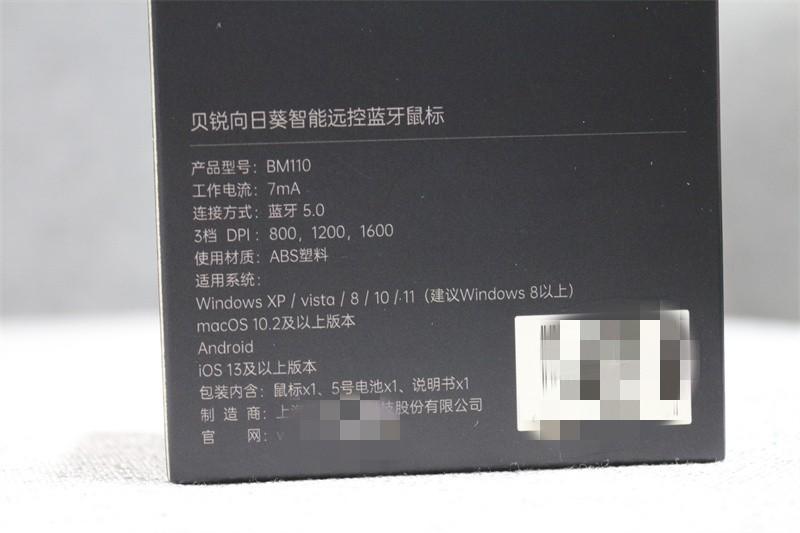 贝锐向日葵智能远控蓝牙鼠标
产品型号：BM110
工作电流：7mA
连接方式：蓝牙 5.0
3档 DPI：800，1200，1600
使用材质：ABS塑料
适用系统：
Windows XP / vista / 8 / 10 / 11（建议Windows 8以上）
macOS 10.2及以上版本
Android
iOS 13及以上版本
包装内含：鼠标x1、5号电池x1、说明书x1
制 造 商：上 股份有限公司
官 网：